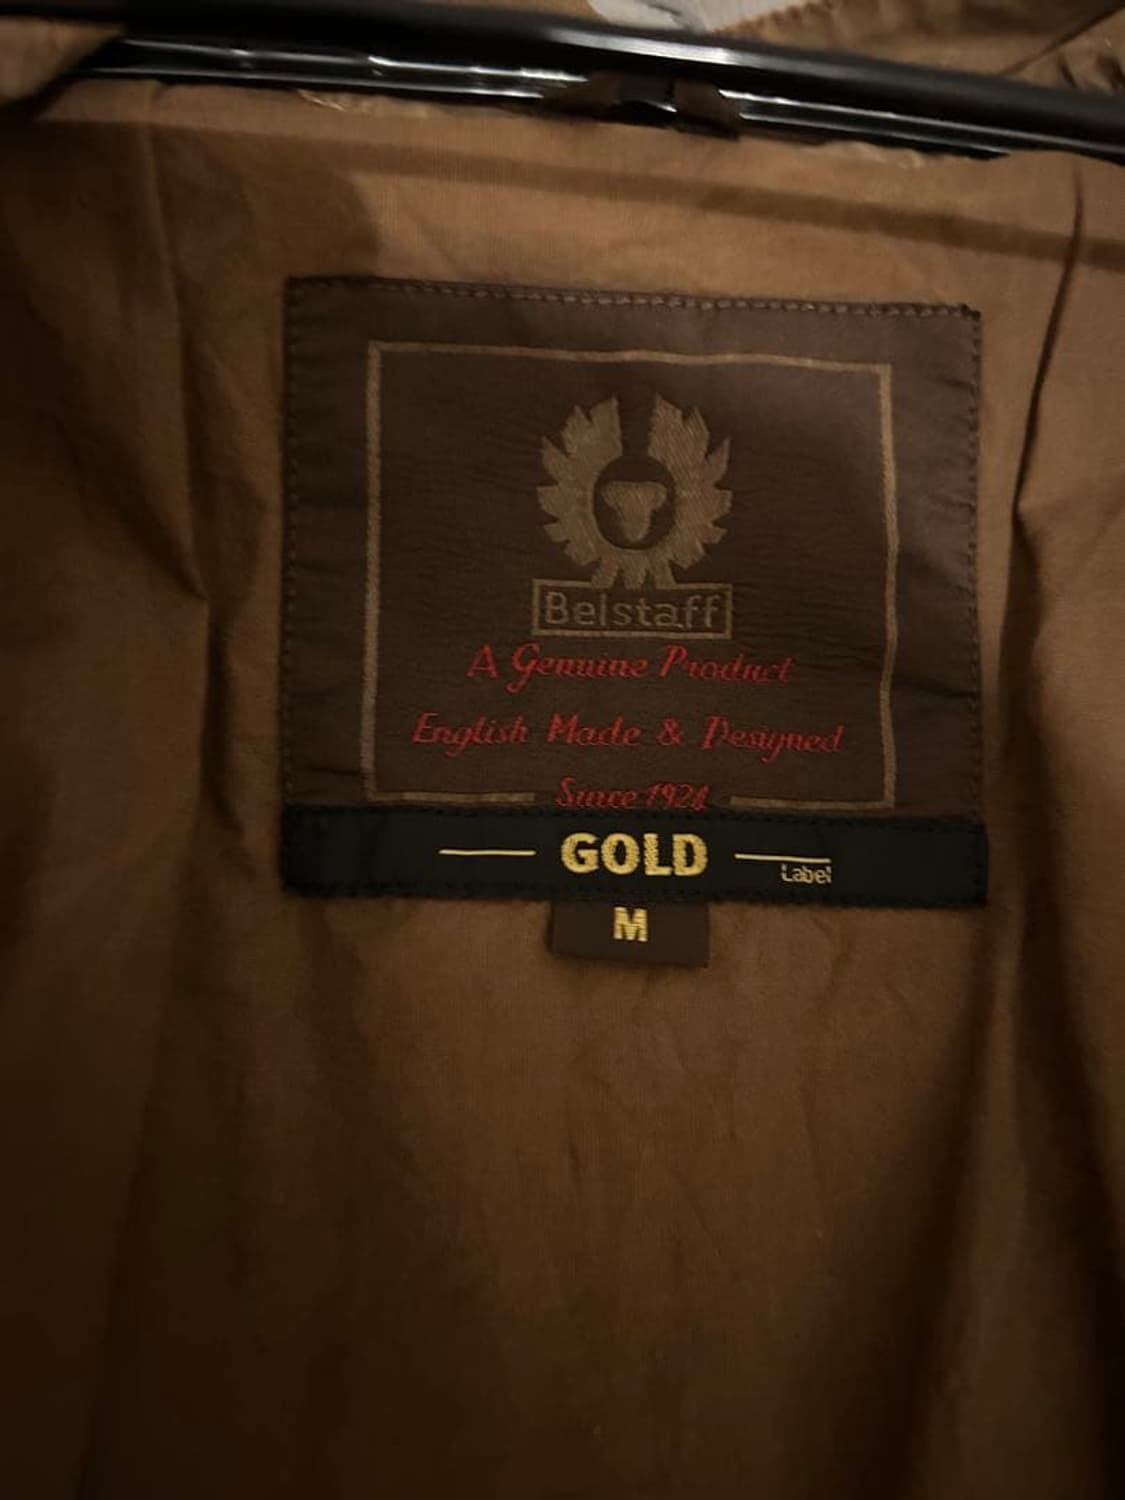 Belstaff
A Genuine Product
English Made & Designed
Since 1924
GOLD
Label
M